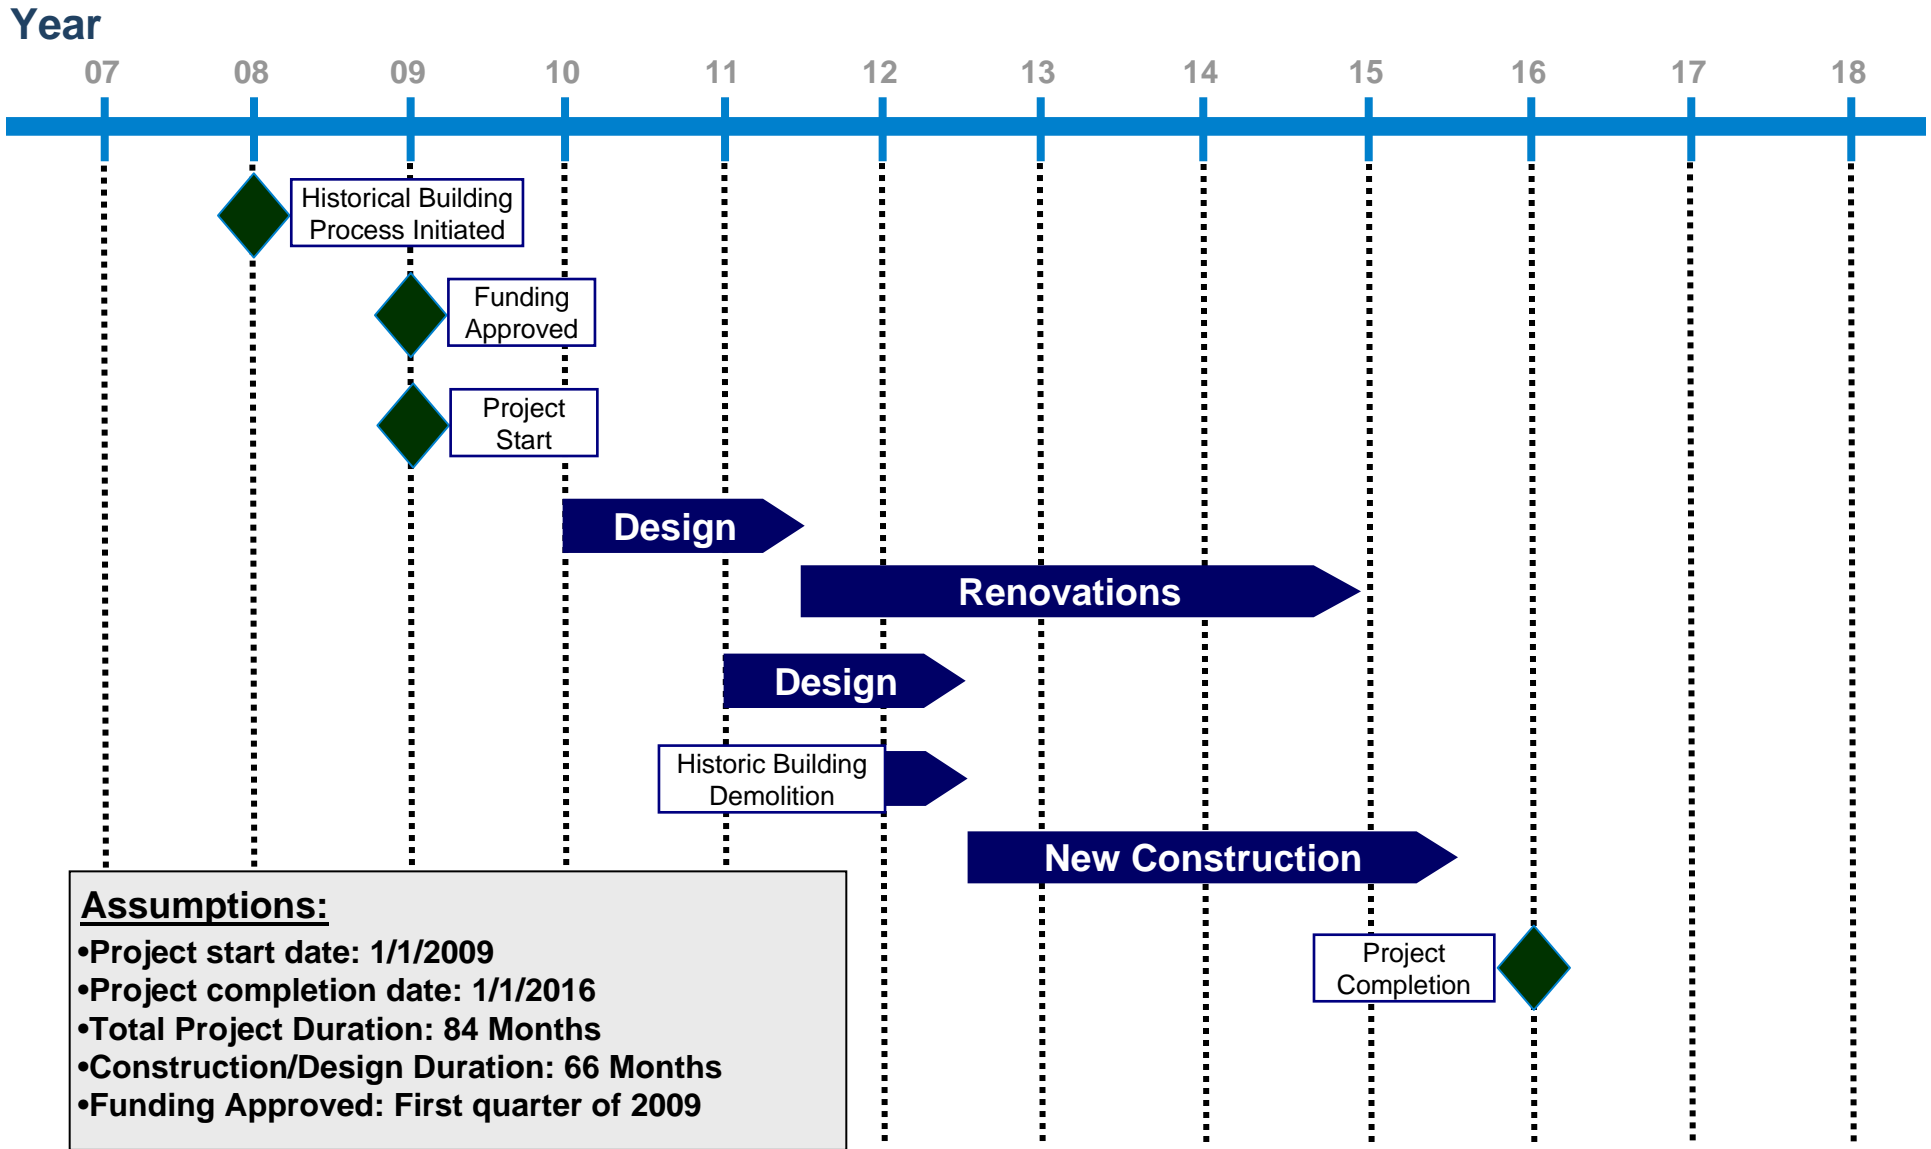 Year
07 08 09 10 11 12 13 14 15 16 17 18
Historical Building
Process Initiated
Funding
Approved
Project
Start
Design
Renovations
Design
Historic Building
Demolition
New Construction
Project
Completion
Assumptions:
•Project start date: 1/1/2009
•Project completion date: 1/1/2016
•Total Project Duration: 84 Months
•Construction/Design Duration: 66 Months
•Funding Approved: First quarter of 2009